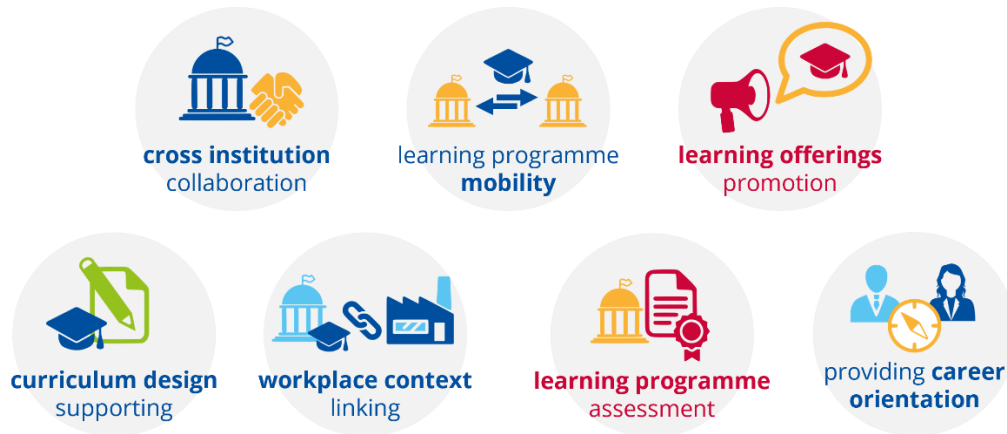 cross institution
collaboration
learning programme
mobility
learning offerings
promotion
curriculum design
supporting
workplace context
linking
learning programme
assessment
providing career
orientation